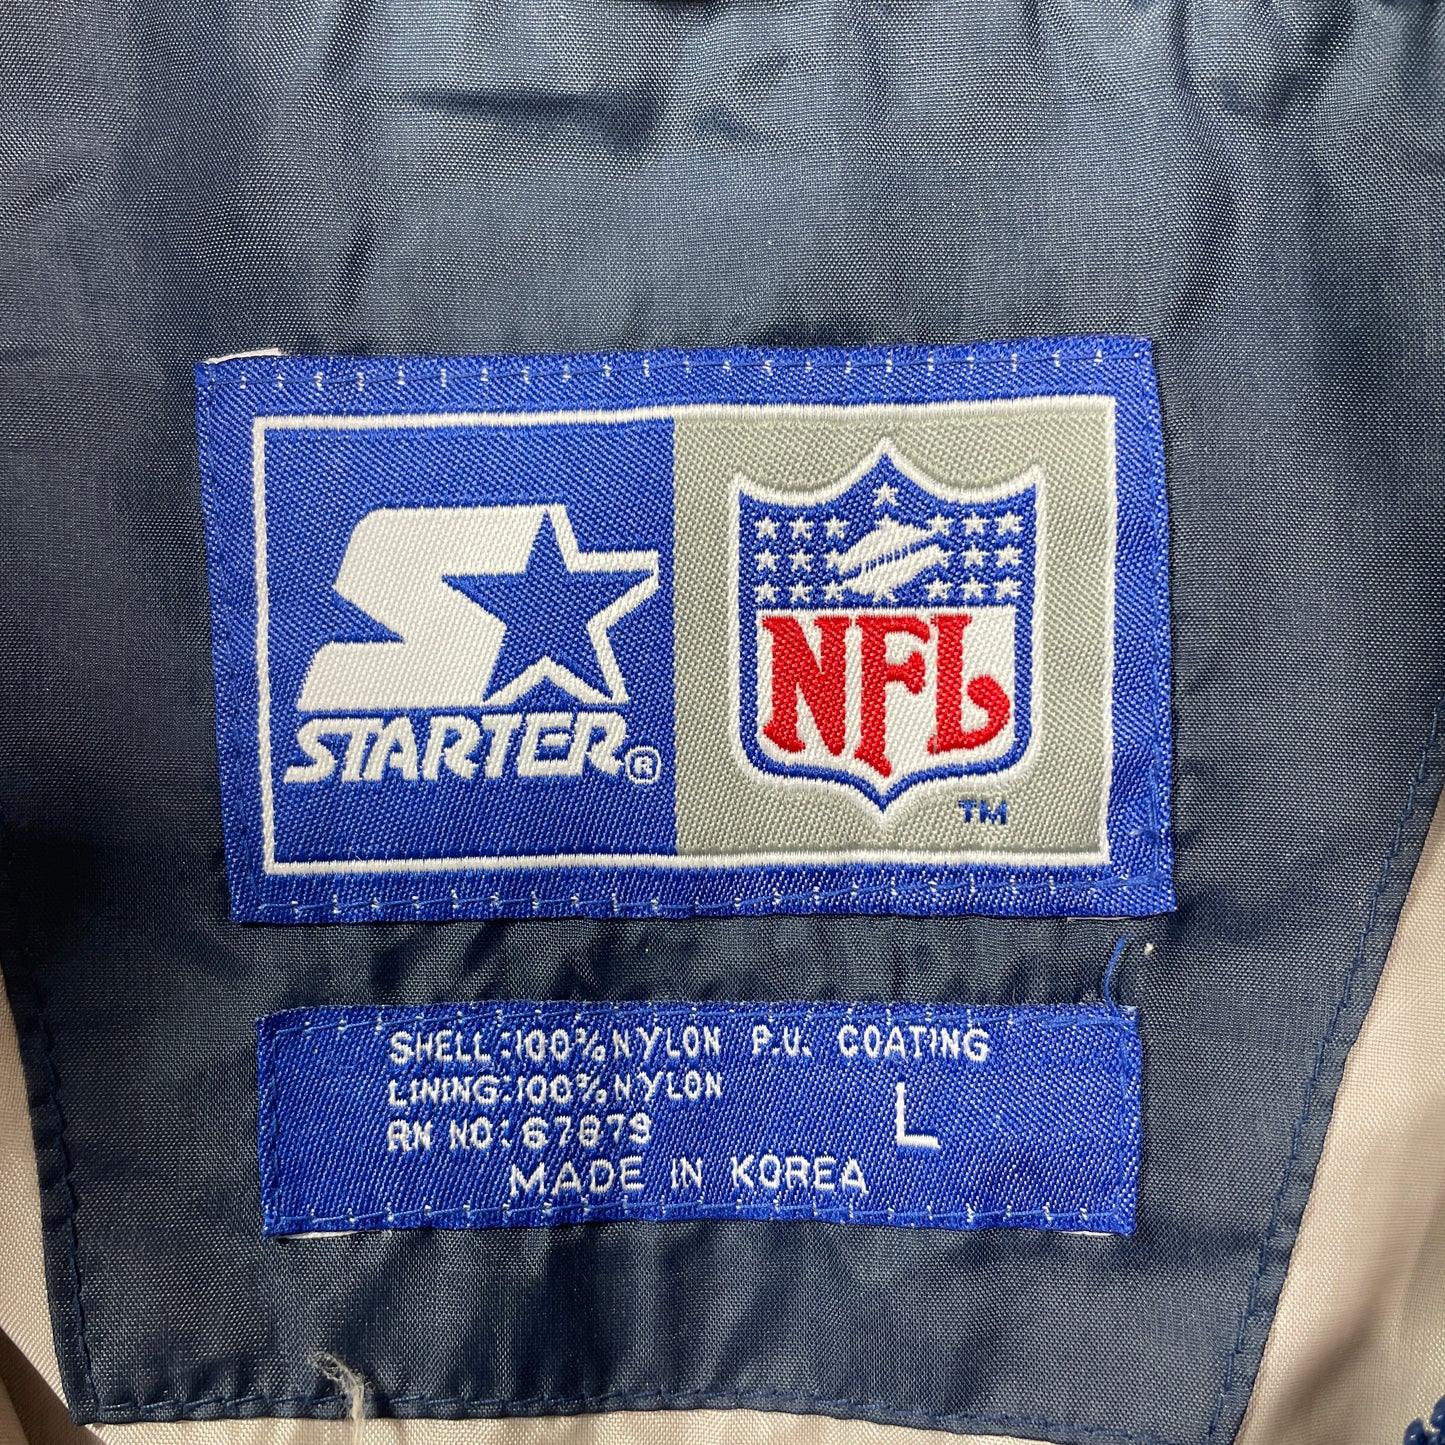 STARTER®
NFL
TM
SHELL:100%NYLON P.U. COATING
LINING:100%NYLON
RN NO:67879
L
MADE IN KOREA